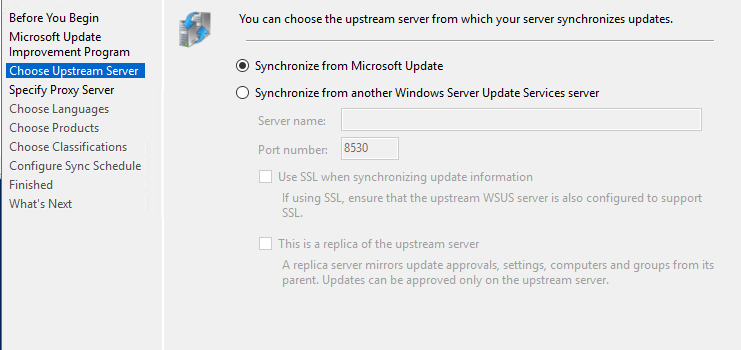 Before You Begin
Microsoft Update
Improvement Program
Choose Upstream Server
Specify Proxy Server
Choose Languages
Choose Products
Choose Classifications
Configure Sync Schedule
Finished
What's Next
You can choose the upstream server from which your server synchronizes updates.
Synchronize from Microsoft Update
Synchronize from another Windows Server Update Services server
Server name:
Port number: 8530
Use SSL when synchronizing update information
If using SSL, ensure that the upstream WSUS server is also configured to support
SSL.
This is a replica of the upstream server
A replica server mirrors update approvals, settings, computers and groups from its
parent. Updates can be approved only on the upstream server.